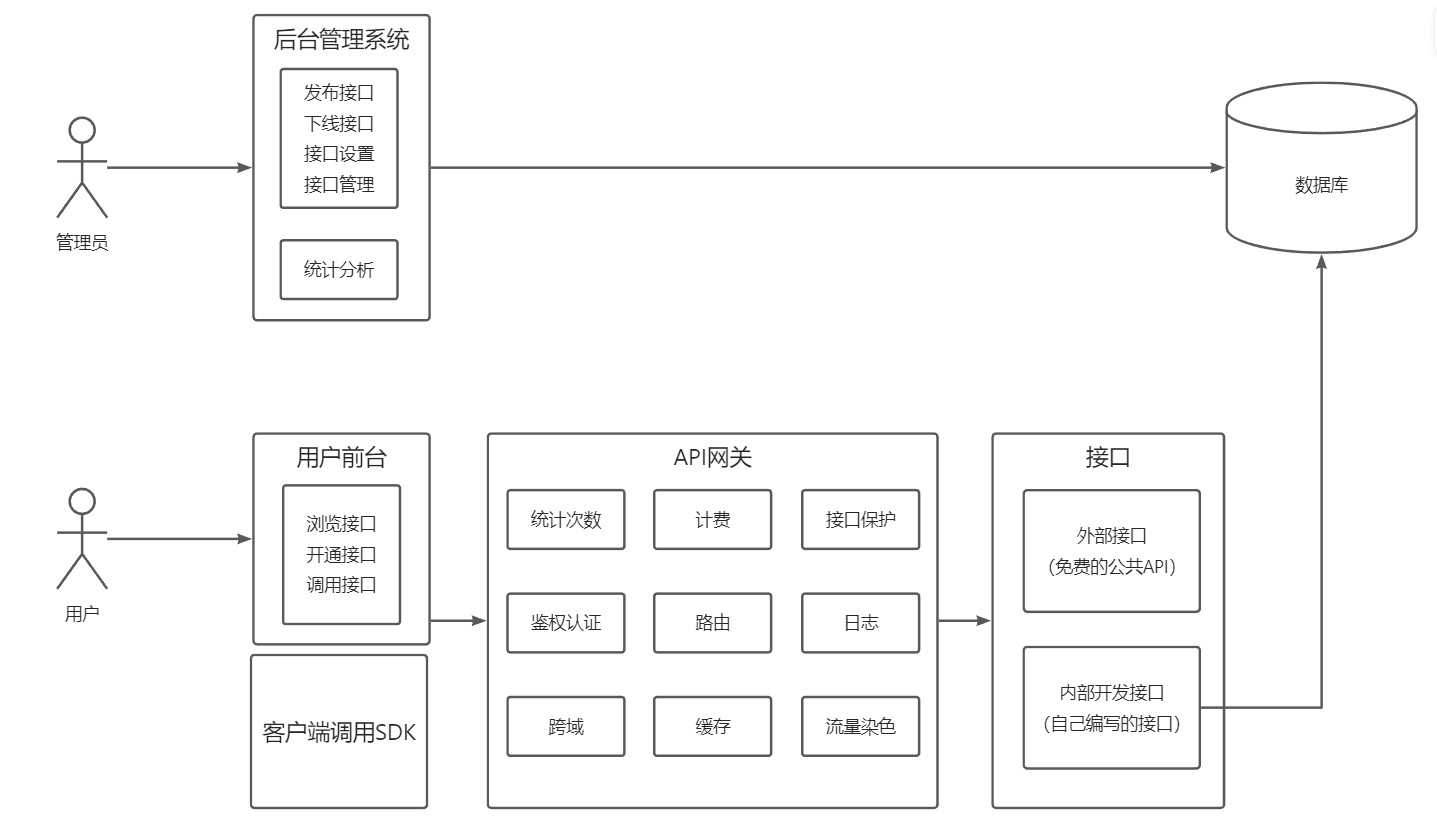 后台管理系统
发布接口
下线接口
接口设置
接口管理
统计分析
管理员
数据库
用户前台
浏览接口
开通接口
调用接口
用户
客户端调用SDK
API网关
统计次数
计费
接口保护
鉴权认证
路由
日志
跨域
缓存
流量染色
接口
外部接口
（免费的公共API）
内部开发接口
（自己编写的接口）